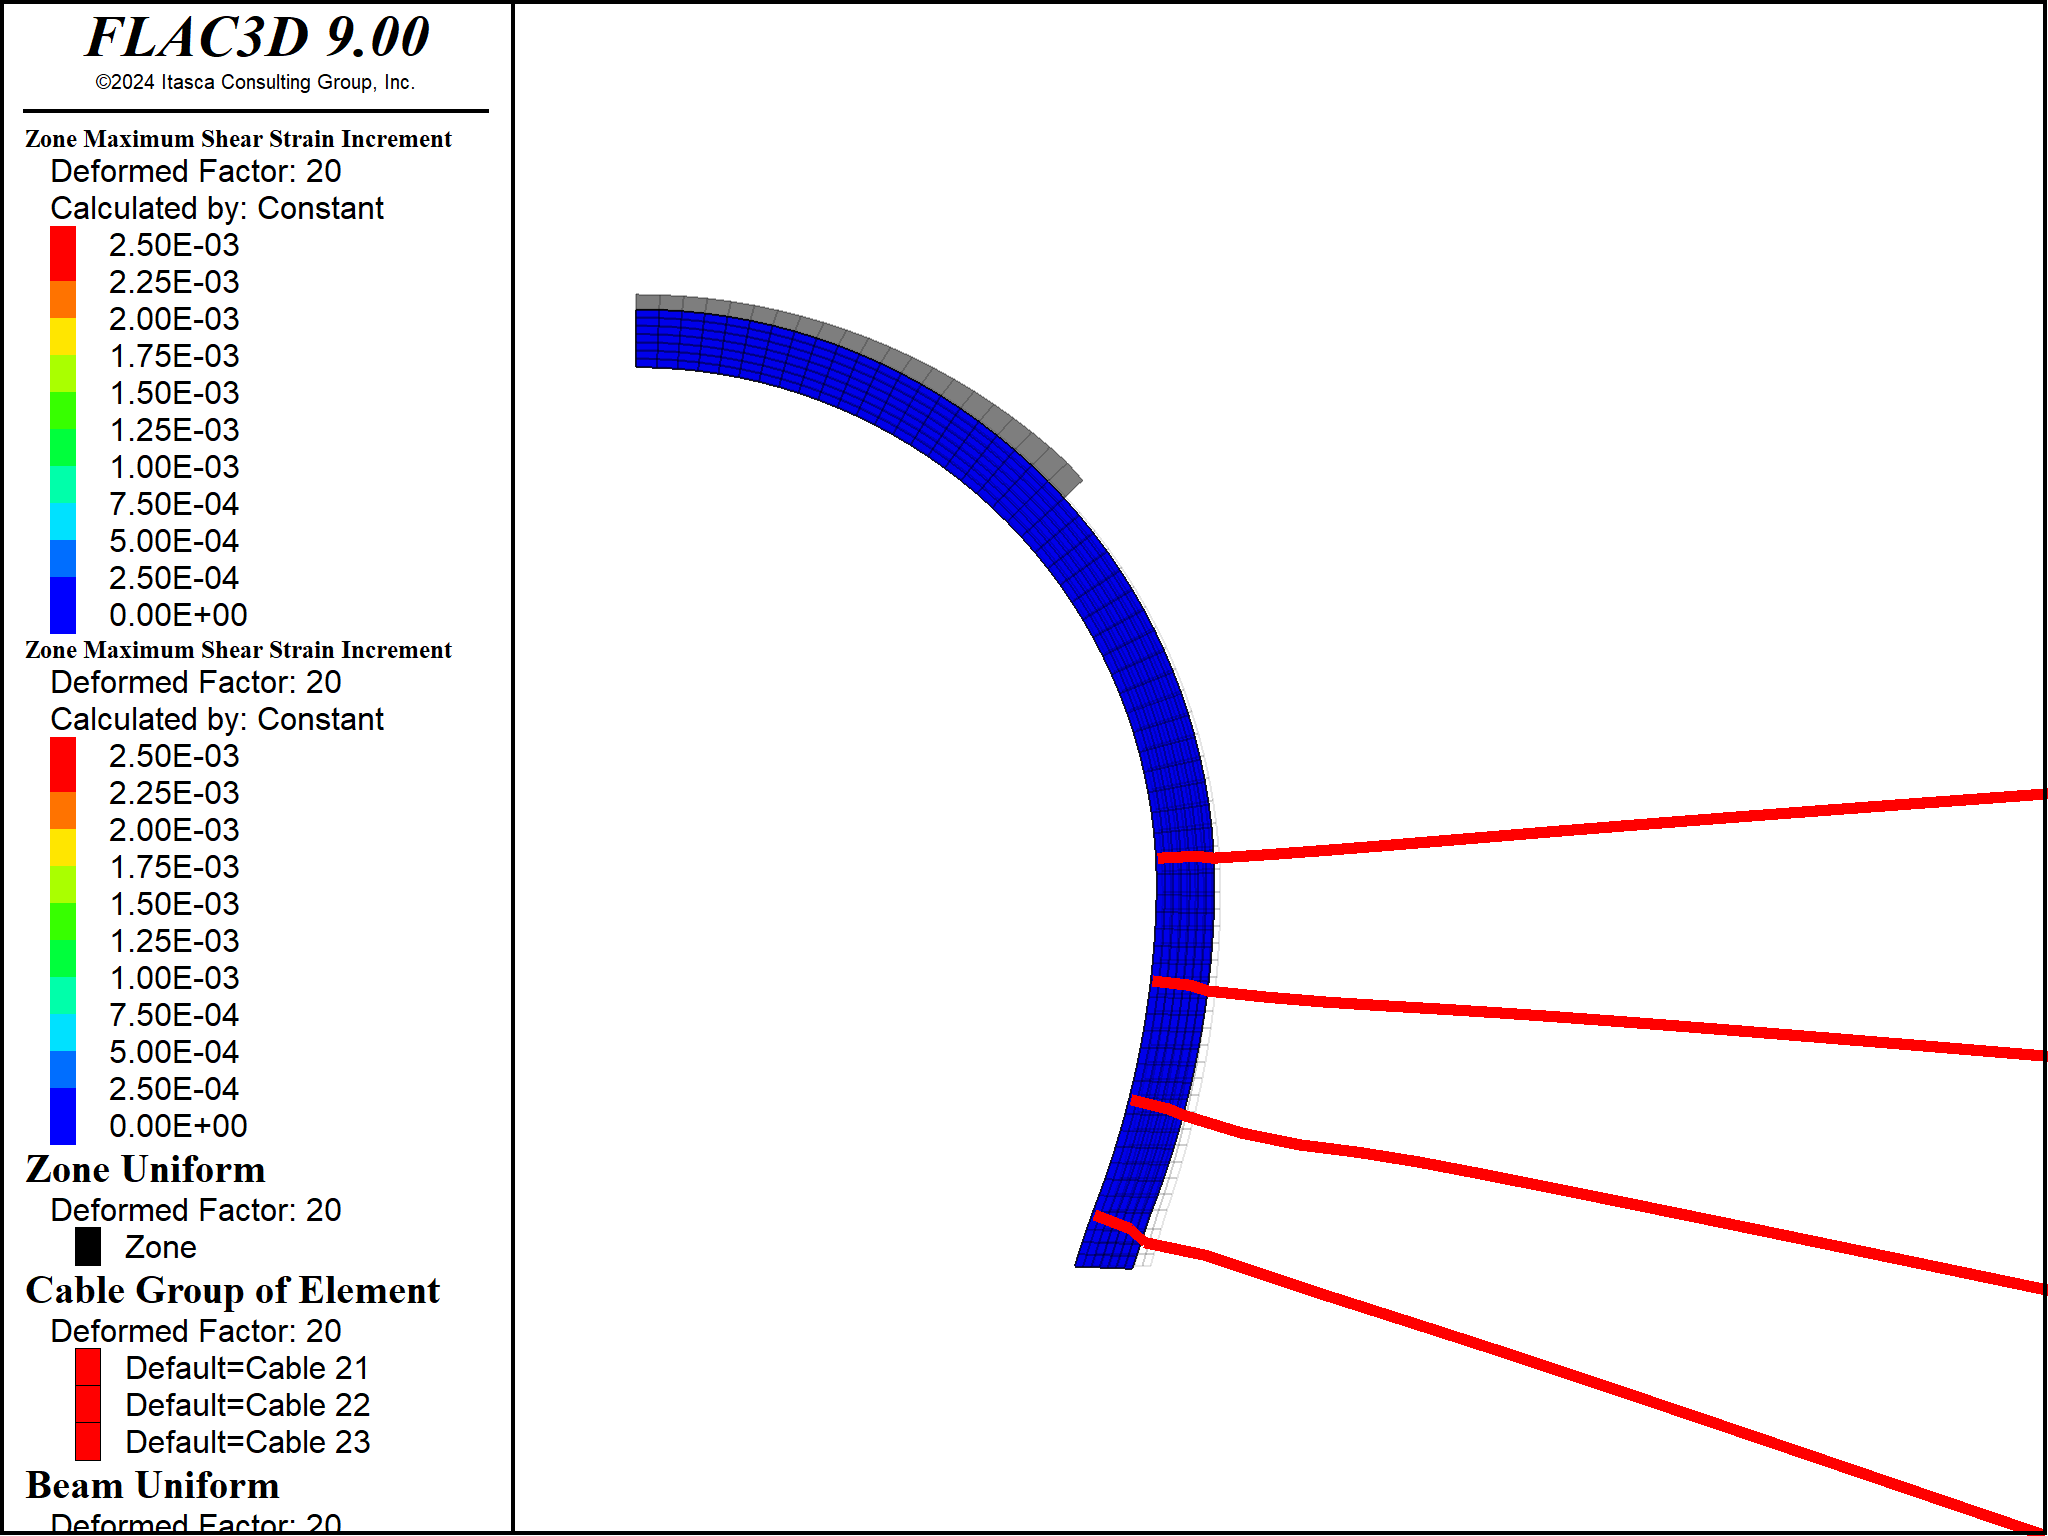 FLAC3D 9.00
©2024 Itasca Consulting Group, Inc.
Zone Maximum Shear Strain Increment
Deformed Factor: 20
Calculated by: Constant
2.50E-03
2.25E-03
2.00E-03
1.75E-03
1.50E-03
1.25E-03
1.00E-03
7.50E-04
5.00E-04
2.50E-04
0.00E+00
Zone Maximum Shear Strain Increment
Deformed Factor: 20
Calculated by: Constant
2.50E-03
2.25E-03
2.00E-03
1.75E-03
1.50E-03
1.25E-03
1.00E-03
7.50E-04
5.00E-04
2.50E-04
0.00E+00
Zone Uniform
Deformed Factor: 20
Zone
Cable Group of Element
Deformed Factor: 20
Default=Cable 21
Default=Cable 22
Default=Cable 23
Beam Uniform
Deformed Factor: 20